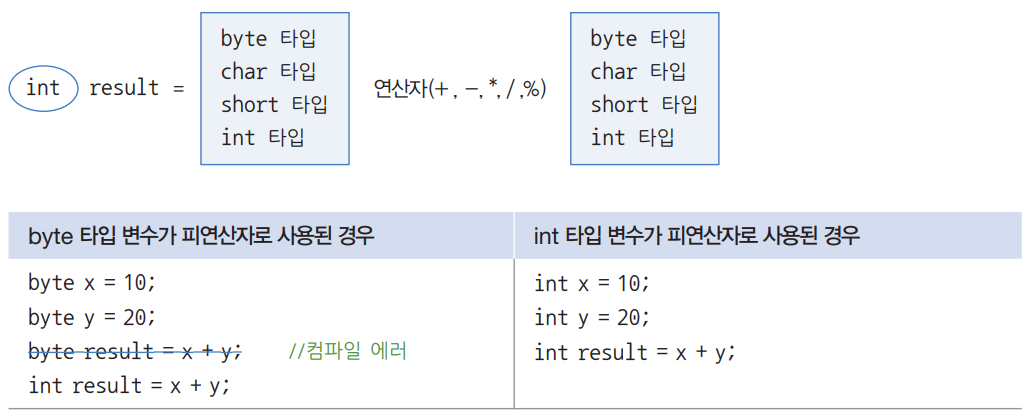 byte 타입 byte 타입
char 타입 char 타입
int result = 연산자(+, −, *, / ,%)
short 타입 short 타입
int 타입 int 타입
byte 타입 변수가 피연산자로 사용된 경우 int 타입 변수가 피연산자로 사용된 경우
byte x = 10; int x = 10;
byte y = 20; int y = 20;
byte result = x + y; //컴파일 에러 int result = x + y;
int result = x + y;